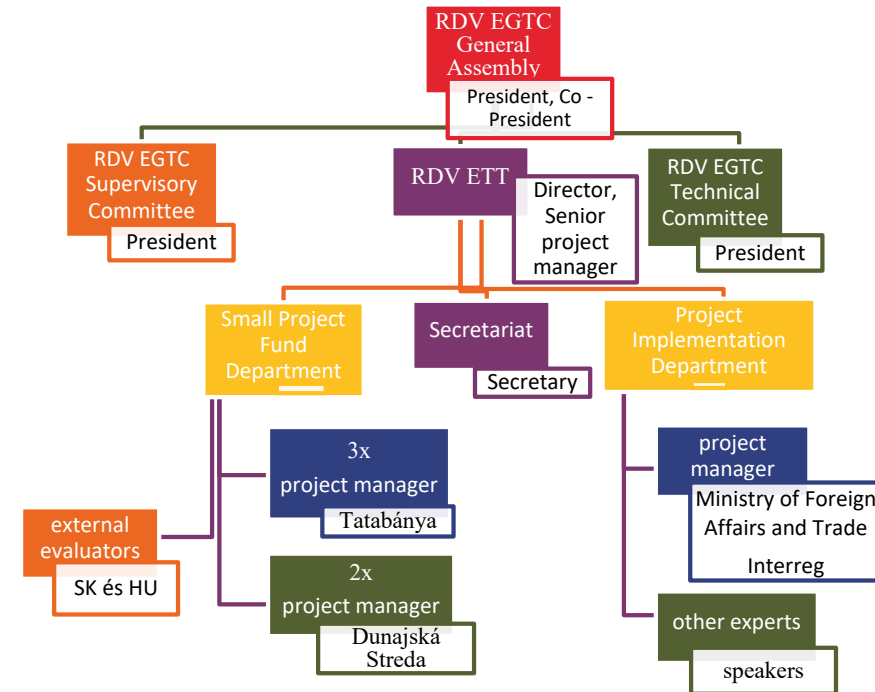 RDV EGTC
General
Assembly
President, Co -
President
RDV EGTC
Supervisory
Committee
President
RDV ETT
Director,
Senior
project
manager
RDV EGTC
Technical
Committee
President
Small Project
Fund
Department
Secretariat
Secretary
Project
Implementation
Department
3x
project manager
Tatabánya
project
manager
Ministry of Foreign
Affairs and Trade
Interreg
external
evaluators
SK és HU
2x
project manager
Dunajská
Streda
other experts
speakers